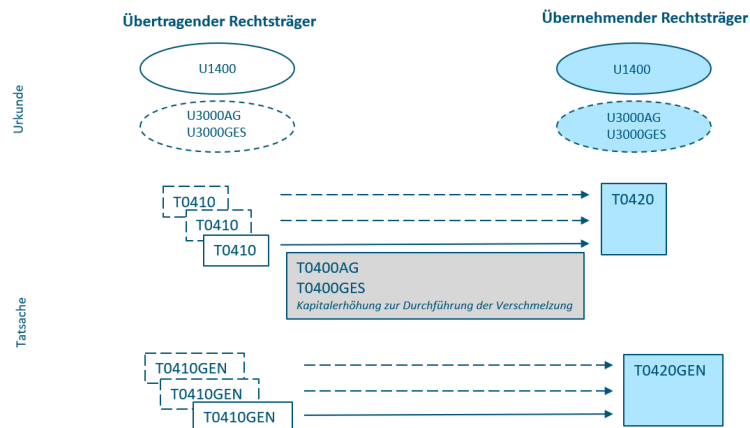 Übertragender Rechtsträger
Übernehmender Rechtsträger
Urkunde
U1400
U1400
U3000AG
U3000GES
U3000AG
U3000GES
Tatsache
T0410
T0410
T0410
T0420
T0400AG
T0400GES
Kapitalerhöhung zur Durchführung der Verschmelzung
T0410GEN
T0410GEN
T0410GEN
T0420GEN